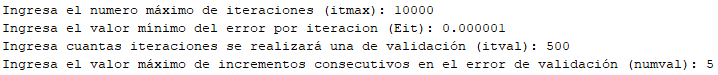 Ingresa el numero máximo de iteraciones (itmax): 10000
Ingresa el valor mínimo del error por iteracion (Eit): 0.000001
Ingresa cuantas iteraciones se realizará una de validación (itval): 500
Ingresa el valor máximo de incrementos consecutivos en el error de validación (numval): 5